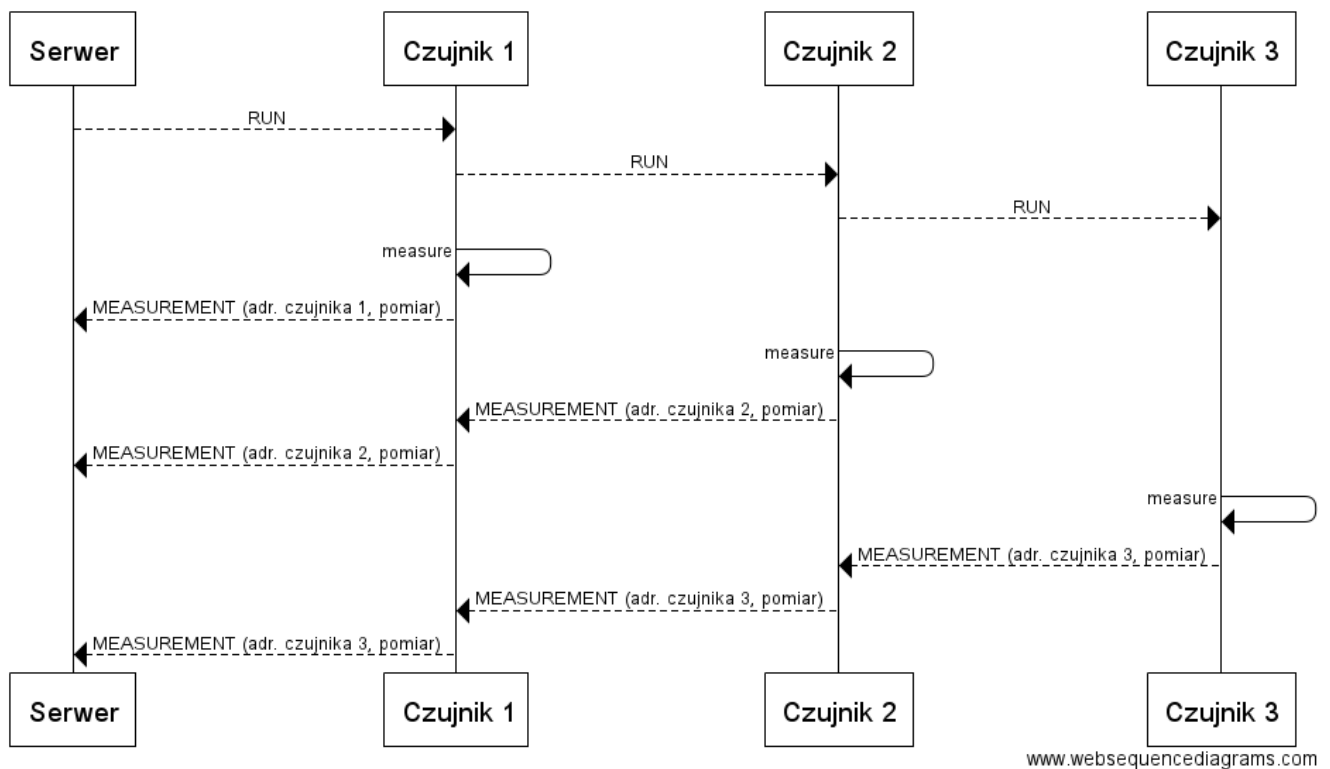 Serwer
Czujnik 1
Czujnik 2
Czujnik 3
RUN
RUN
RUN
measure
MEASUREMENT (adr. czujnika 1, pomiar)
measure
MEASUREMENT (adr. czujnika 2, pomiar)
MEASUREMENT (adr. czujnika 2, pomiar)
measure
MEASUREMENT (adr. czujnika 3, pomiar)
MEASUREMENT (adr. czujnika 3, pomiar)
MEASUREMENT (adr. czujnika 3, pomiar)
Serwer
Czujnik 1
Czujnik 2
Czujnik 3
www.websequencediagrams.com